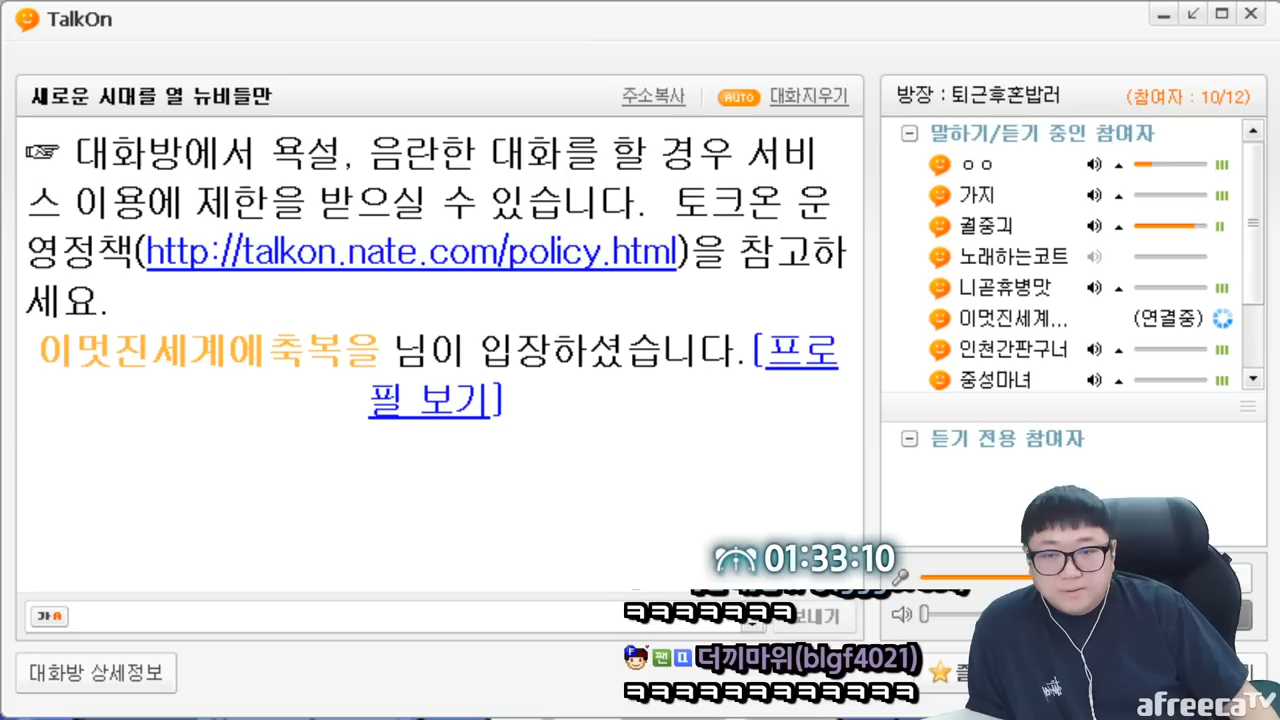 TalkOn
새로운 시대를 열 뉴비들만
주소복사
AUTO 대화지우기
☞ 대화방에서 욕설, 음란한 대화를 할 경우 서비
스 이용에 제한을 받으실 수 있습니다. 토크온 운
영정책(http://talkon.nate.com/policy.html)을 참고하
세요.
이멋진세계에축복을 님이 입장하셨습니다.[프로
필 보기]
방장 : 퇴근후혼밥러 (참여자 : 10/12)
말하기/듣기 중인 참여자
ㅇㅇ
가지
궬중긔
노래하는코트
니곧휴병맛
이멋진세계... (연결중)
인천간판구너
중성마녀
듣기 전용 참여자
01:33:10
ㅋㅋㅋㅋㅋㅋㅋ
팬 더끼마위(blgf4021)
ㅋㅋㅋㅋㅋㅋㅋㅋㅋㅋㅋㅋ
가
보내기
대화방 상세정보
afreecaTV